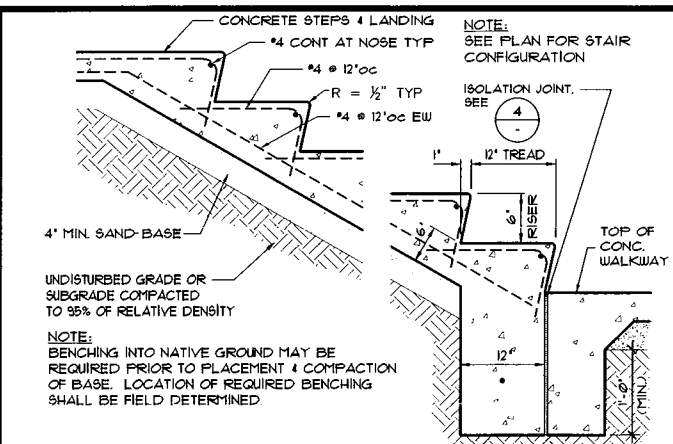 CONCRETE STEPS & LANDING
#4 CONT AT NOSE TYP
#4 @ 12"oc
R = ½" TYP
#4 @ 12"oc EW
NOTE:
SEE PLAN FOR STAIR
CONFIGURATION
ISOLATION JOINT,
SEE
4
-
1"
12" TREAD
6"
RISER
6"
TOP OF
CONC.
WALKWAY
4" MIN. SAND-BASE
UNDISTURBED GRADE OR
SUBGRADE COMPACTED
TO 95% OF RELATIVE DENSITY
NOTE:
BENCHING INTO NATIVE GROUND MAY BE
REQUIRED PRIOR TO PLACEMENT & COMPACTION
OF BASE. LOCATION OF REQUIRED BENCHING
SHALL BE FIELD DETERMINED.
12"
1'-0"
(MIN.)